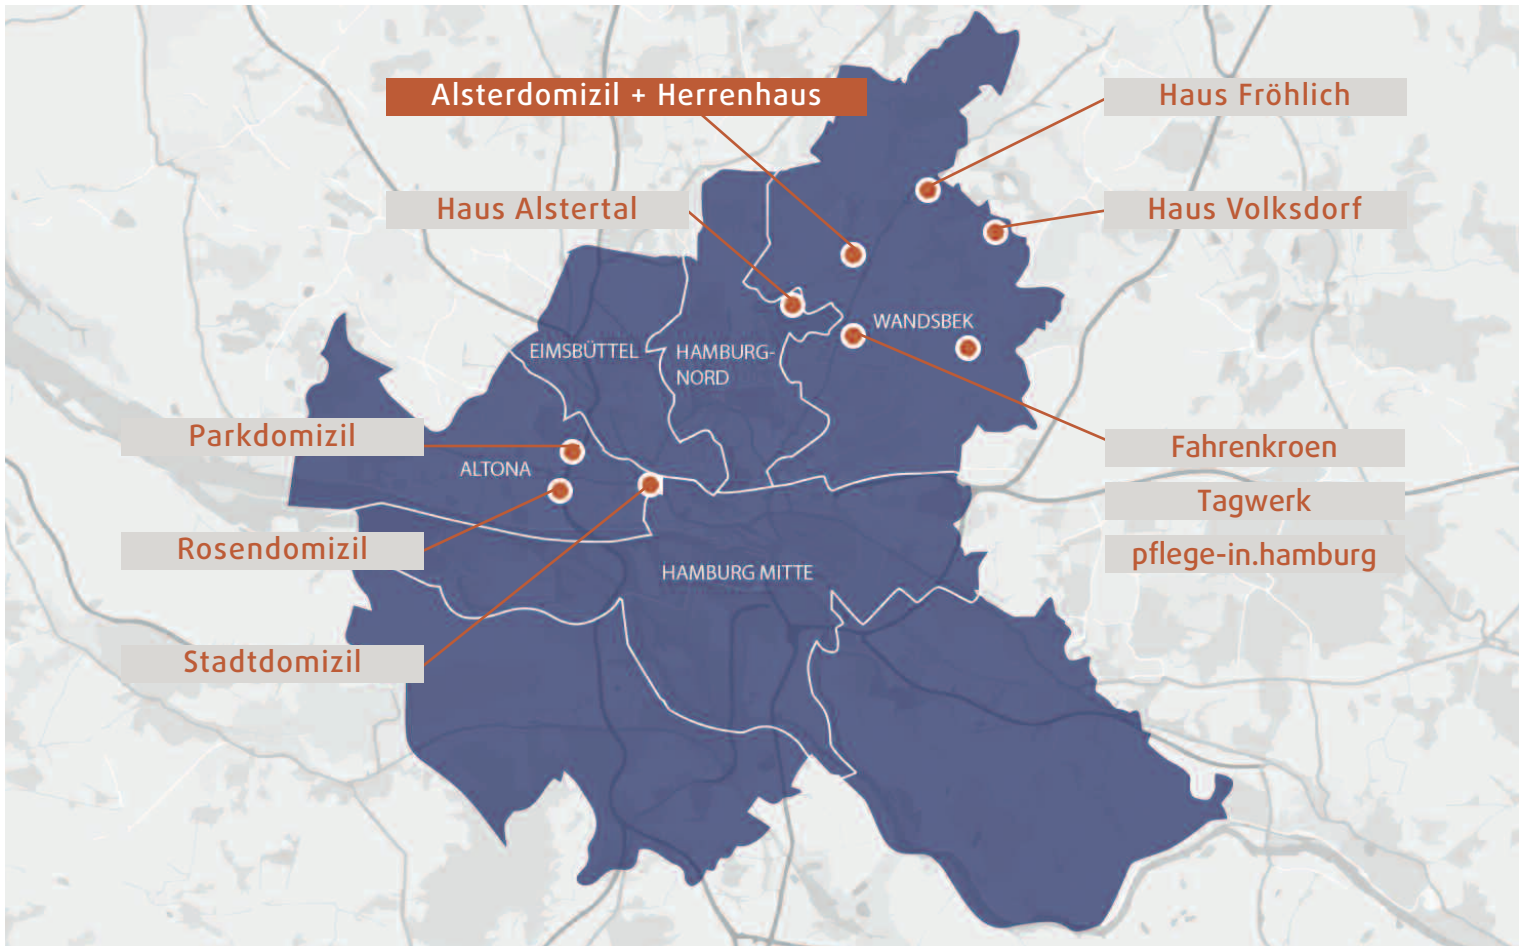 Alsterdomizil + Herrenhaus
Haus Fröhlich
Haus Alstertal
Haus Volksdorf
WANDSBEK
EIMSBÜTTEL
HAMBURG-
NORD
Parkdomizil
ALTONA
Fahrenkroen
Tagwerk
Rosendomizil
pflege-in.hamburg
HAMBURG MITTE
Stadtdomizil